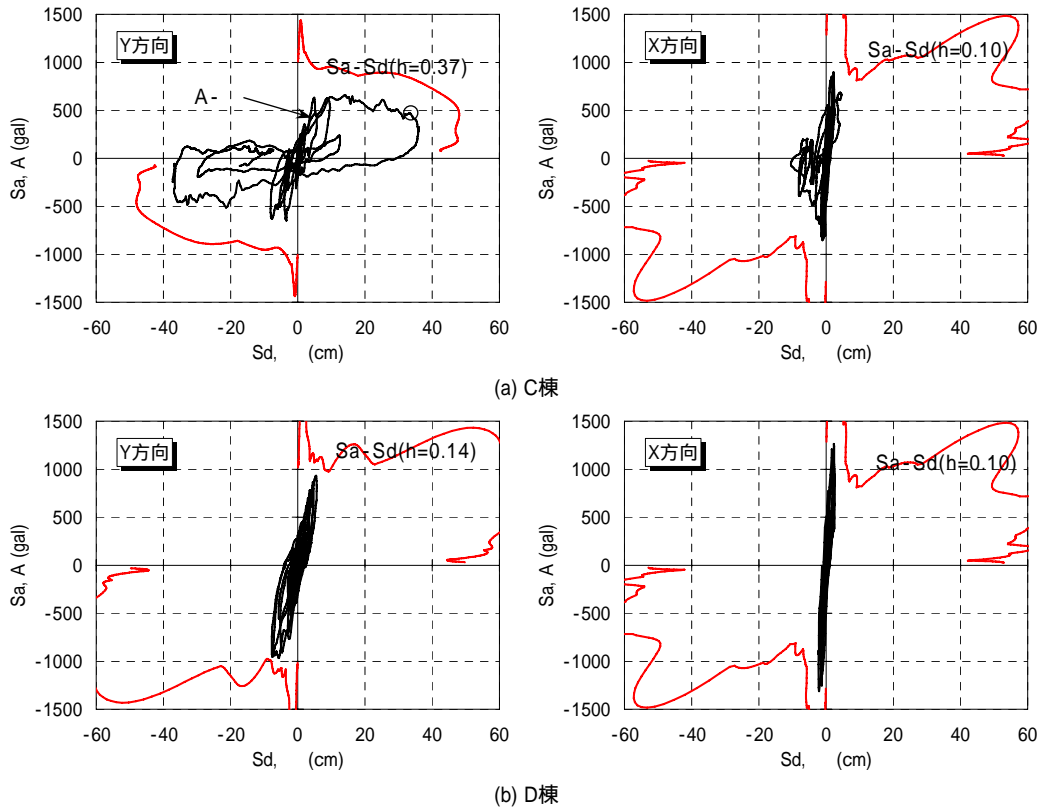 Y方向
Sa-Sd(h=0.37)
A-
1500
1000
500
0
-500
-1000
-1500
Sa, A (gal)
-60 -40 -20 0 20 40 60
Sd, (cm)
X方向
Sa-Sd(h=0.10)
1500
1000
500
0
-500
-1000
-1500
Sa, A (gal)
-60 -40 -20 0 20 40 60
Sd, (cm)
(a) C棟
Y方向
Sa-Sd(h=0.14)
1500
1000
500
0
-500
-1000
-1500
Sa, A (gal)
-60 -40 -20 0 20 40 60
Sd, (cm)
X方向
Sa-Sd(h=0.10)
1500
1000
500
0
-500
-1000
-1500
Sa, A (gal)
-60 -40 -20 0 20 40 60
Sd, (cm)
(b) D棟